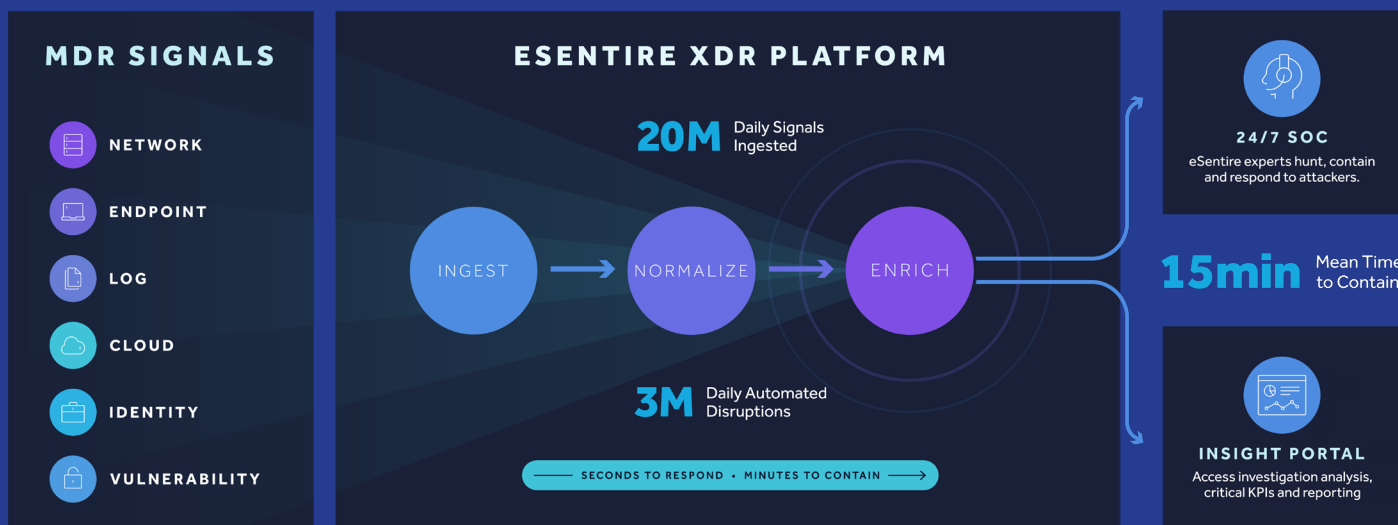 MDR SIGNALS
NETWORK
ENDPOINT
LOG
CLOUD
IDENTITY
VULNERABILITY
ESENTIRE XDR PLATFORM
20M Daily Signals
Ingested
INGEST
NORMALIZE
ENRICH
3M Daily Automated
Disruptions
SECONDS TO RESPOND • MINUTES TO CONTAIN
24/7 SOC
eSentire experts hunt, contain
and respond to attackers.
15min Mean Time
to Contain
INSIGHT PORTAL
Access investigation analysis,
critical KPIs and reporting